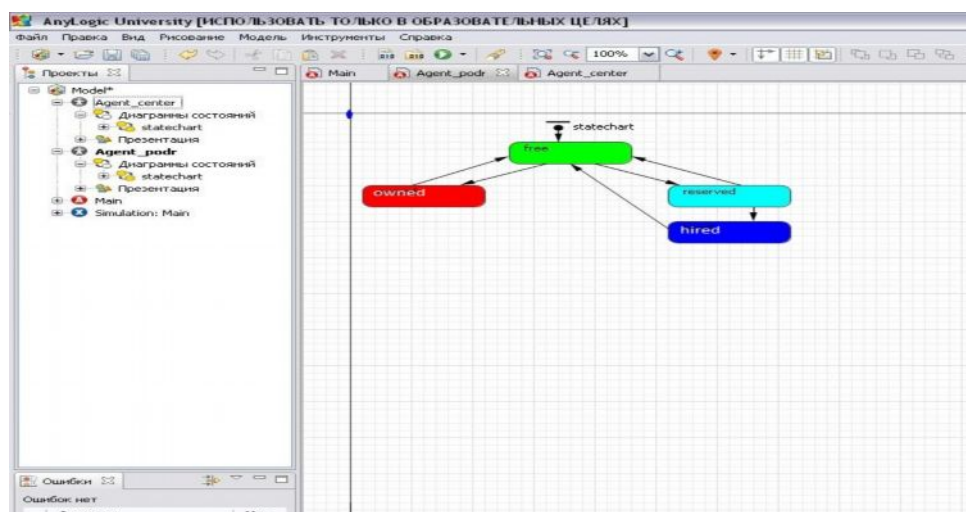 AnyLogic University [ИСПОЛЬЗОВАТЬ ТОЛЬКО В ОБРАЗОВАТЕЛЬНЫХ ЦЕЛЯХ]
Файл Правка Вид Рисование Модель Инструменты Справка
100%
Проекты
Main Agent_podr Agent_center
Model*
Agent_center
Диаграммы состояний
statechart
Презентация
Agent_podr
Диаграммы состояний
statechart
Презентация
Main
Simulation: Main
statechart
free
owned
reserved
hired
Ошибки
Ошибок нет